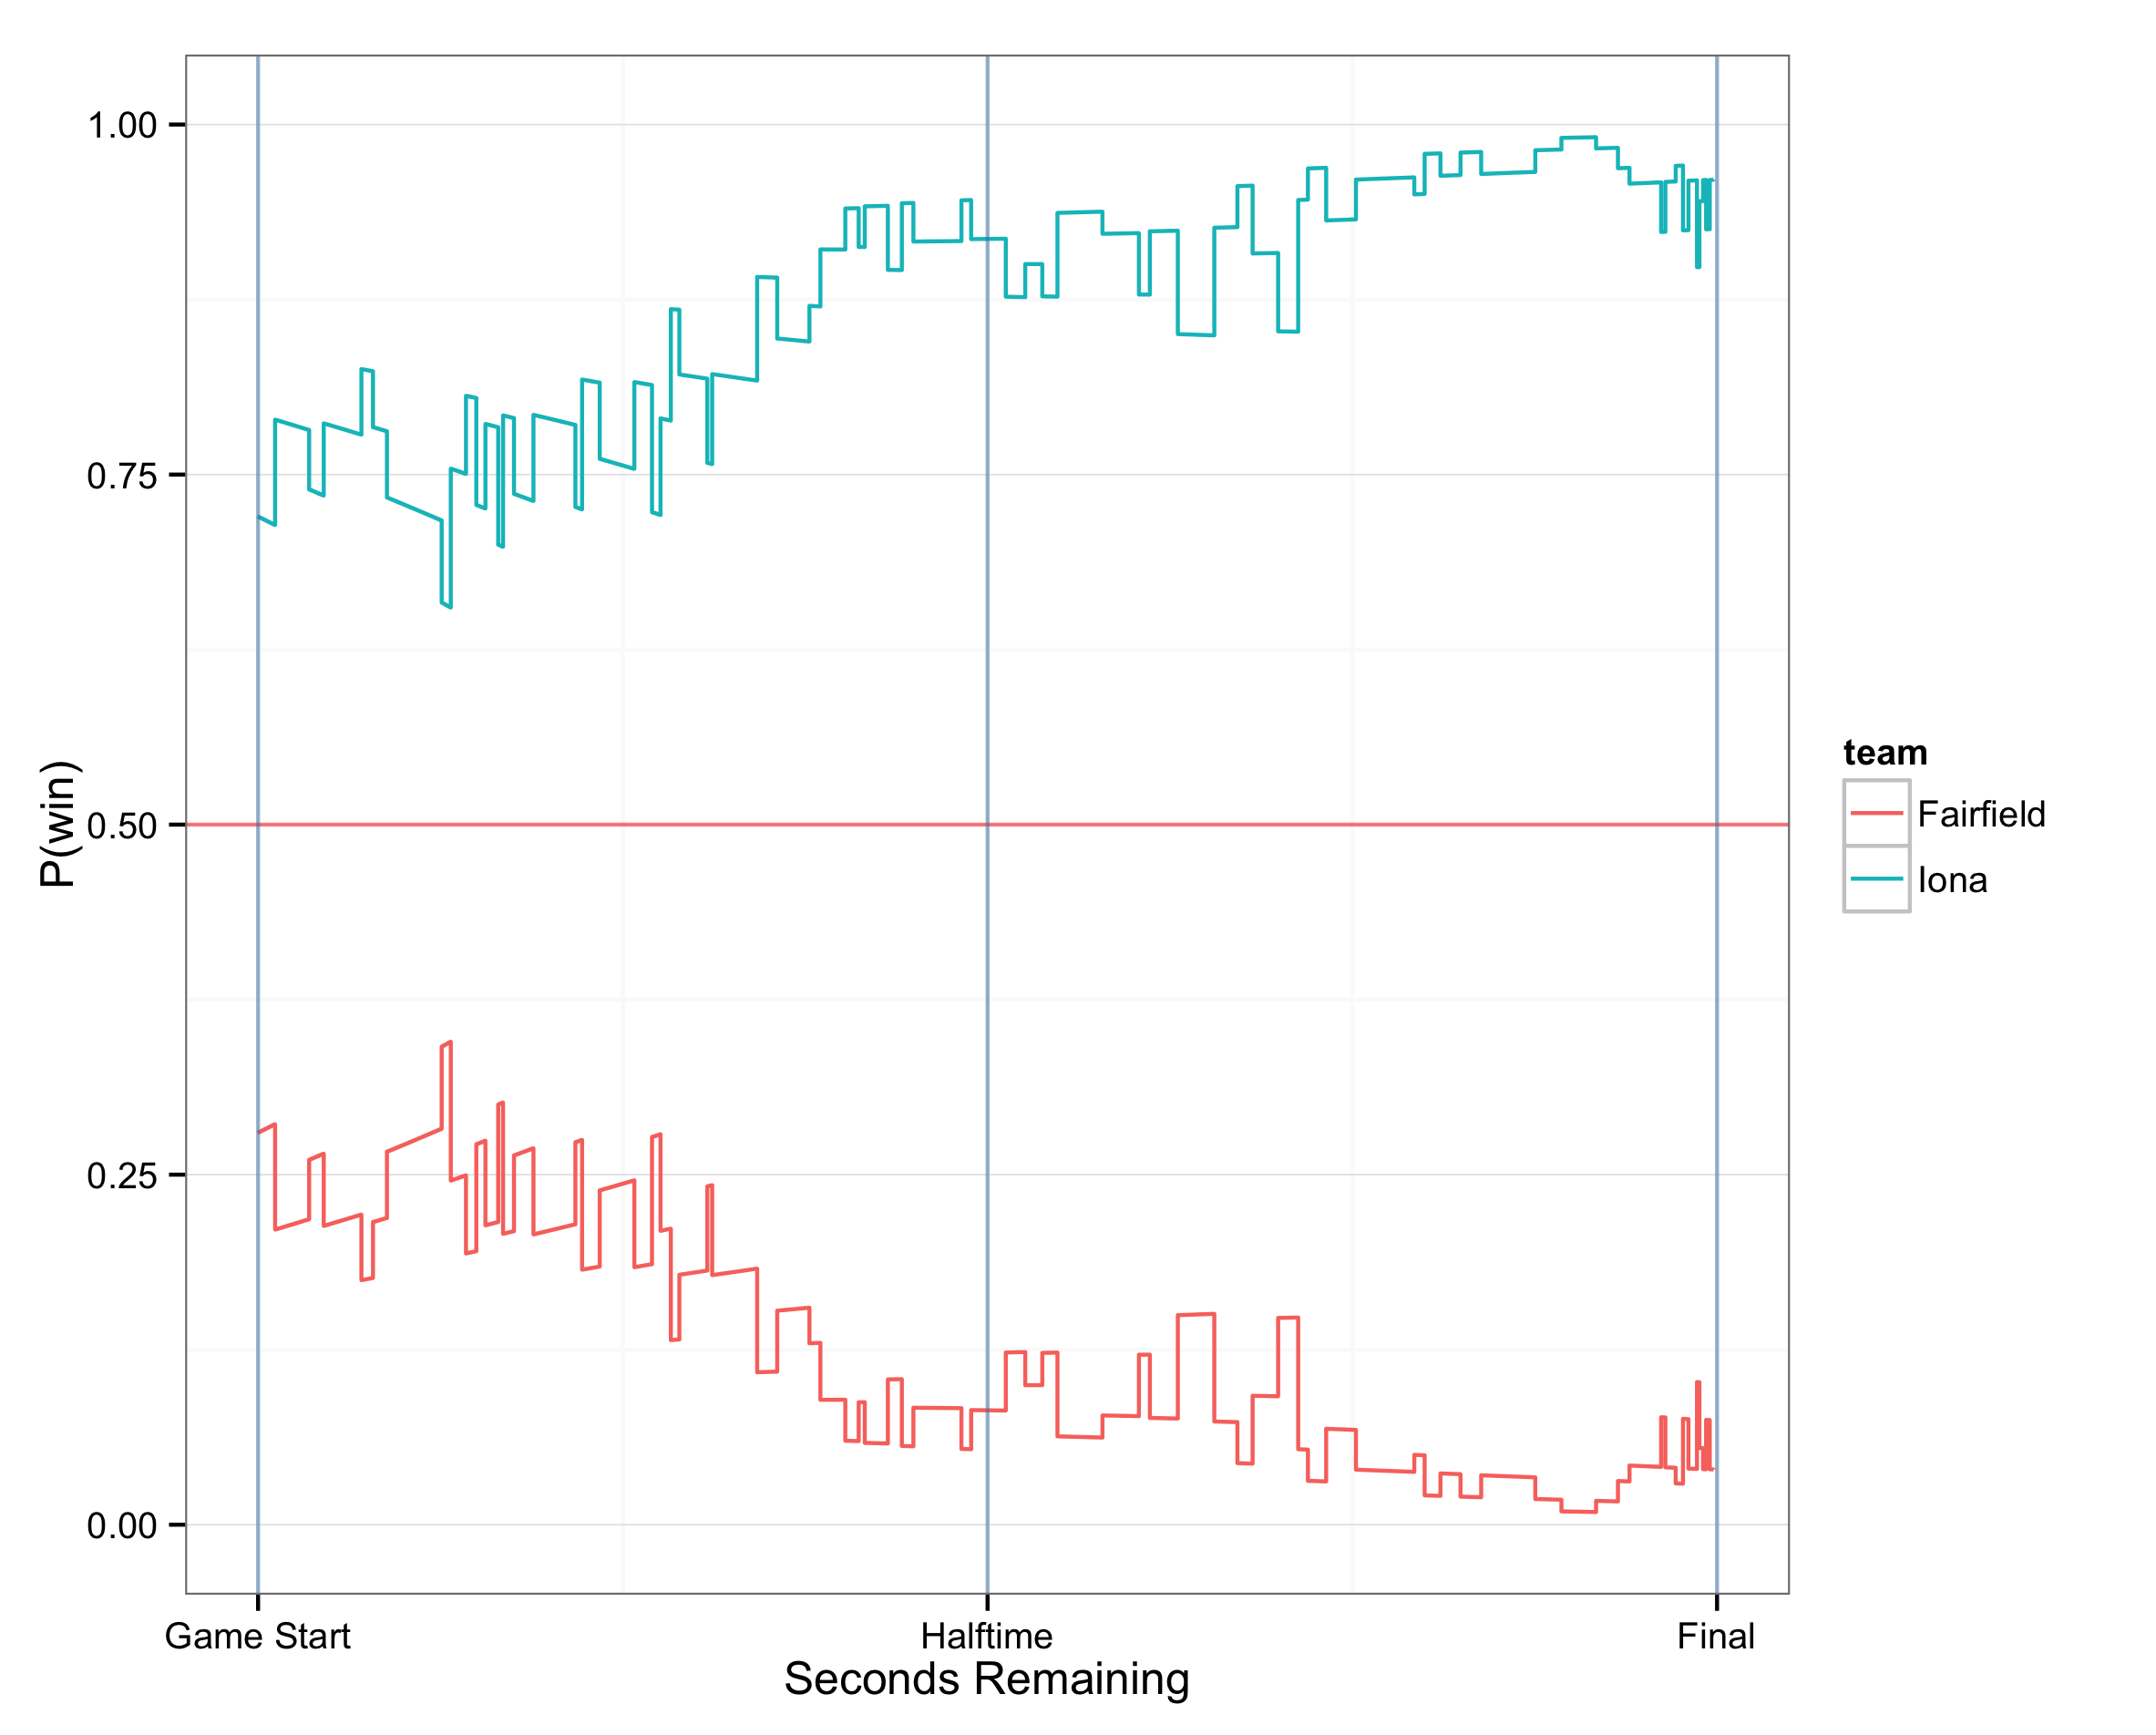 1.00
0.75
0.50
0.25
0.00
P(win)
Game Start
Halftime
Final
Seconds Remaining
team
Fairfield
Iona